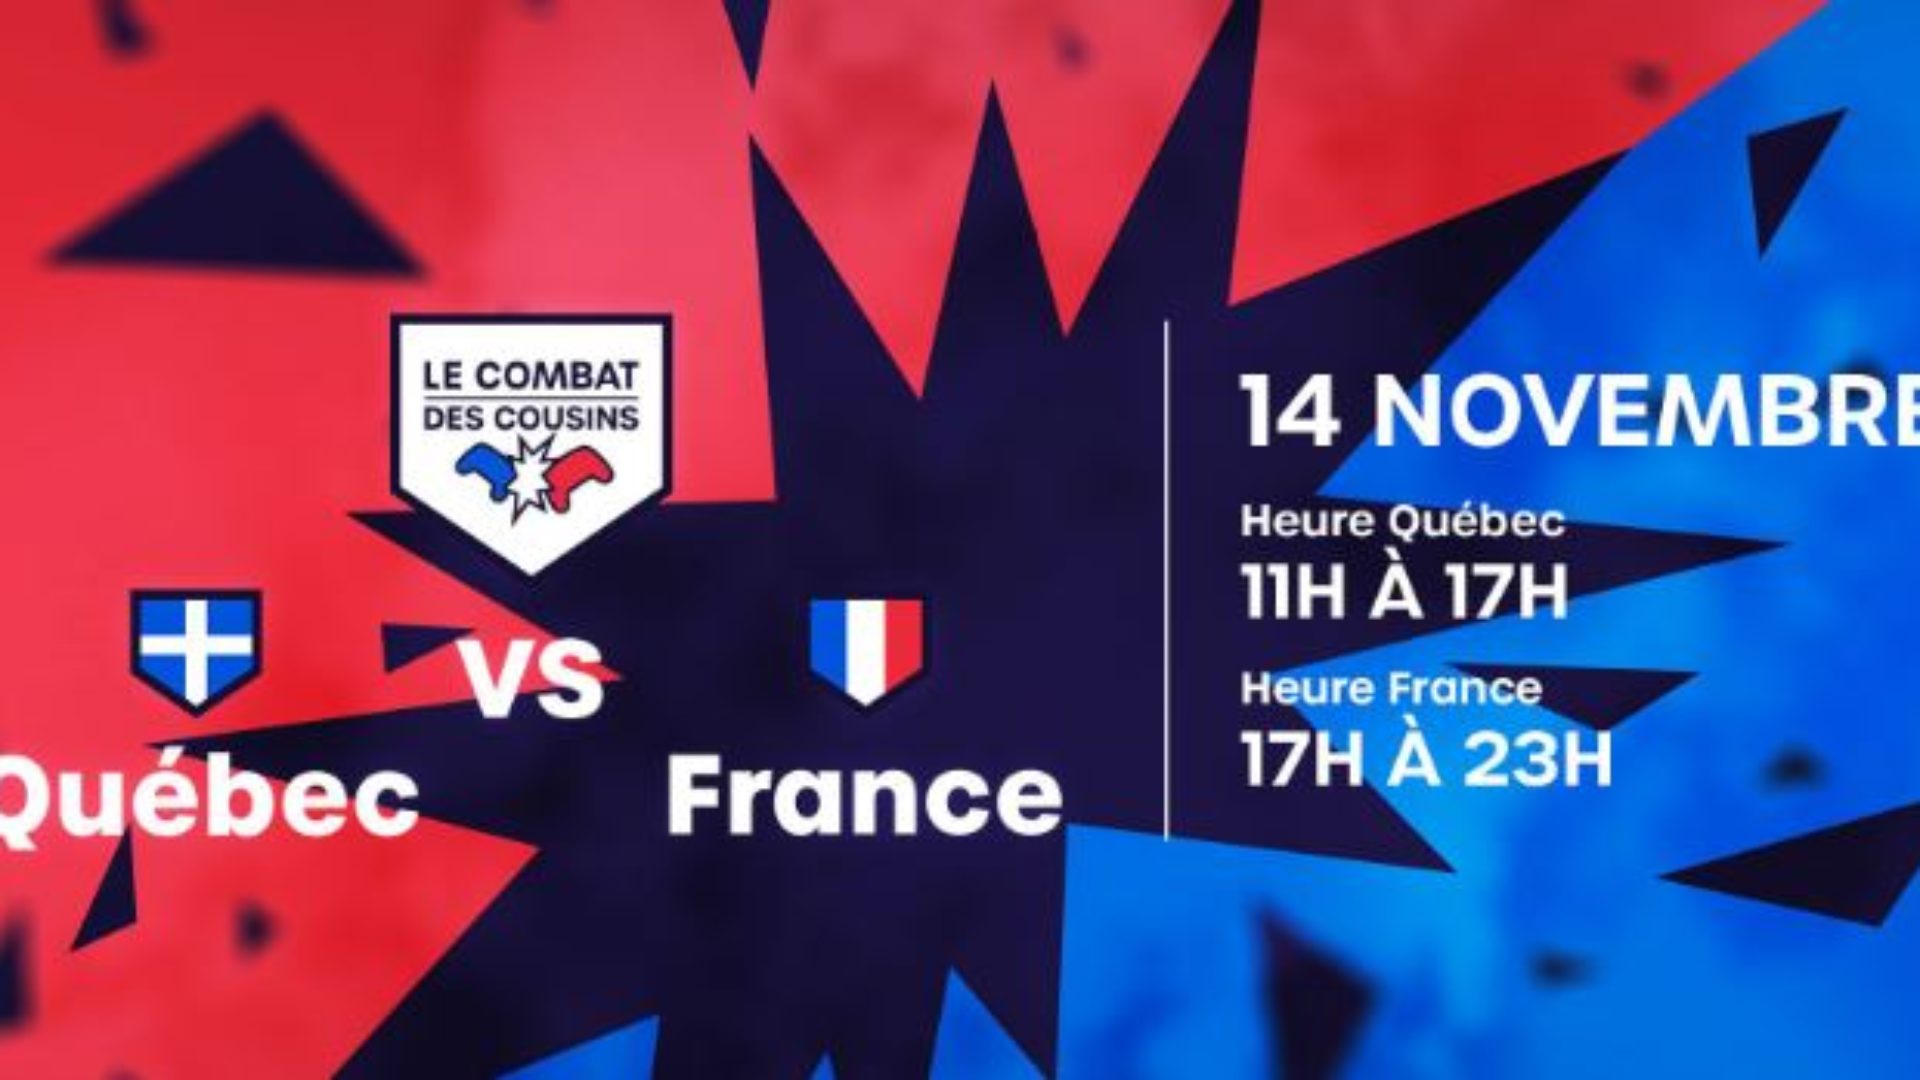 LE COMBAT
DES COUSINS
Québec
vs
France
14 NOVEMBRE
Heure Québec
11H À 17H
Heure France
17H À 23H